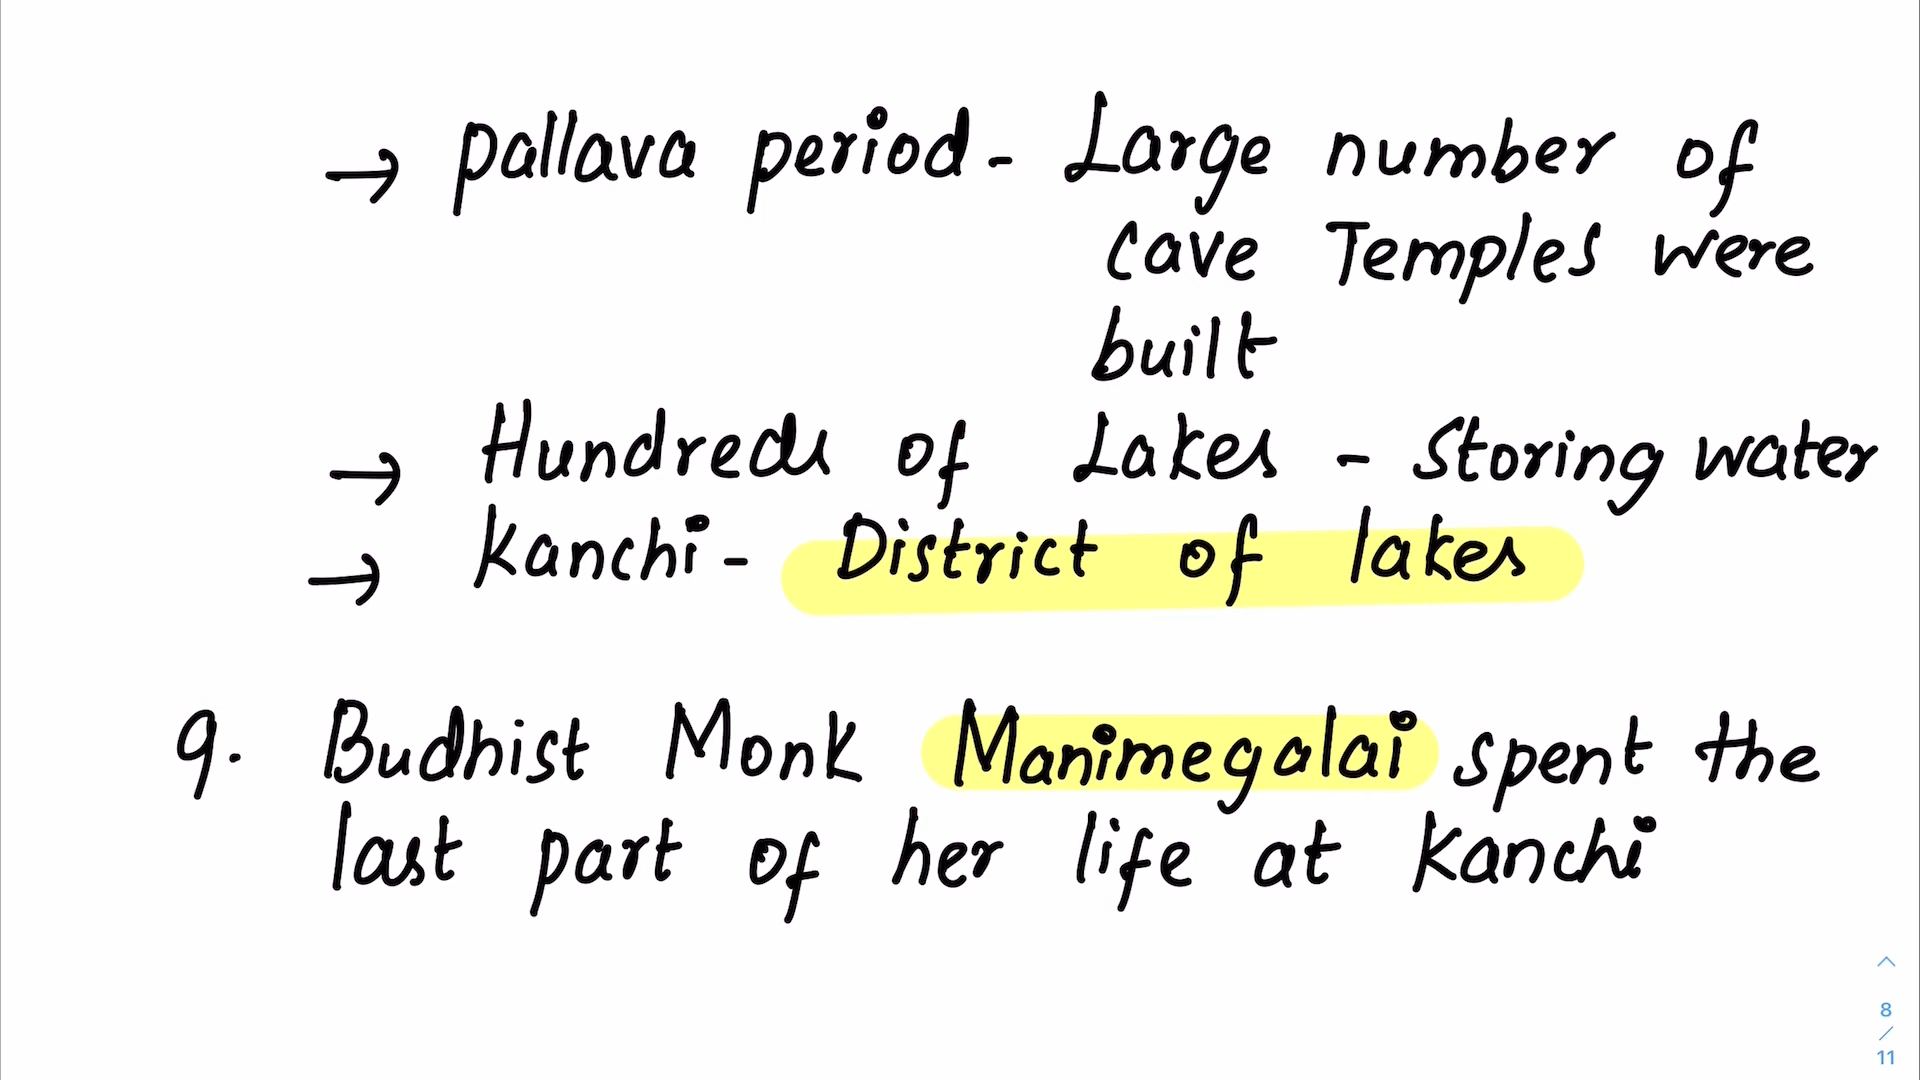 → pallava period - Large number of
cave Temples were
built
→ Hundreds of Lakes - Storing water
→ Kanchi - District of lakes
9. Budhist Monk Manimegalai spent the
last part of her life at Kanchi
8
/
11